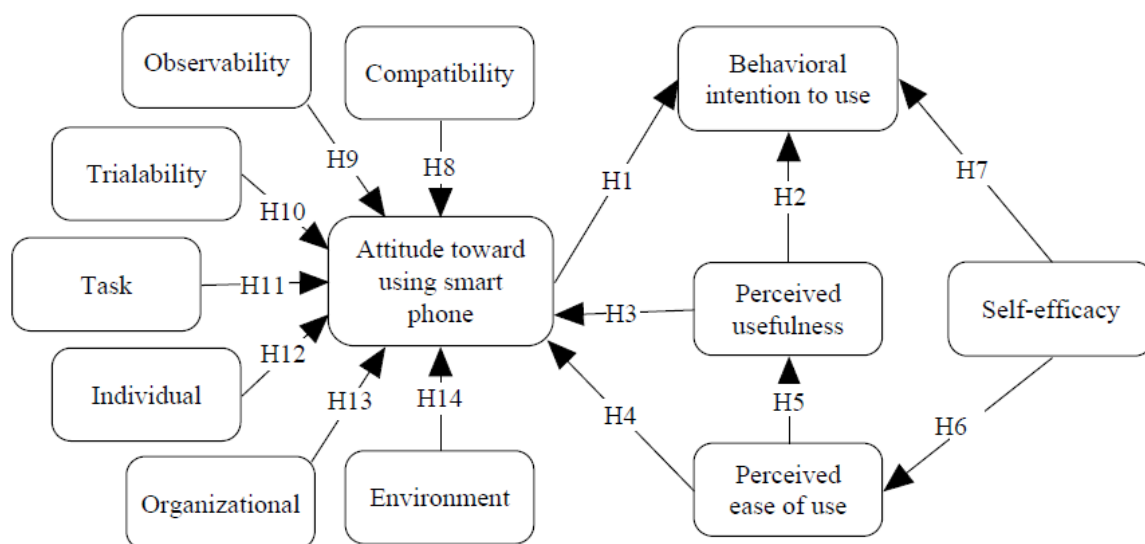 Observability
Compatibility
Behavioral
intention to use
H9
H8
Trialability
H1
H7
H10
H2
Attitude toward
using smart
phone
Task
H11
Perceived
usefulness
Self-efficacy
H3
H12
Individual
H13
H14
H5
H4
H6
Organizational
Environment
Perceived
ease of use